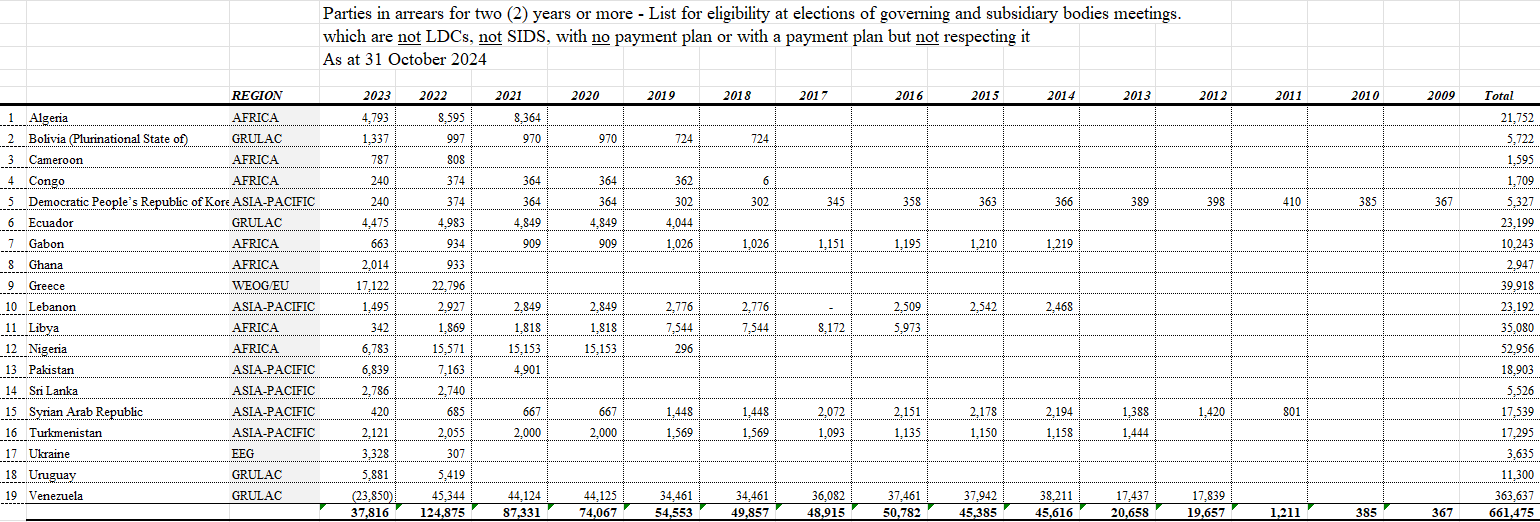 Parties in arrears for two (2) years or more - List for eligibility at elections of governing and subsidiary bodies meetings.
which are not LDCs, not SIDS, with no payment plan or with a payment plan but not respecting it
As at 31 October 2024
REGION 2023 2022 2021 2020 2019 2018 2017 2016 2015 2014 2013 2012 2011 2010 2009 Total
1 Algeria AFRICA 4,793 8,595 8,364 21,752
2 Bolivia (Plurinational State of) GRULAC 1,337 997 970 970 724 724 5,722
3 Cameroon AFRICA 787 808 1,595
4 Congo AFRICA 240 374 364 364 362 6 1,709
5 Democratic People's Republic of Kore ASIA-PACIFIC 240 374 364 364 302 302 345 358 363 366 389 398 410 385 367 5,327
6 Ecuador GRULAC 4,475 4,983 4,849 4,849 4,044 23,199
7 Gabon AFRICA 663 934 909 909 1,026 1,026 1,151 1,195 1,210 1,219 10,243
8 Ghana AFRICA 2,014 933 2,947
9 Greece WEOG/EU 17,122 22,796 39,918
10 Lebanon ASIA-PACIFIC 1,495 2,927 2,849 2,849 2,776 2,776 - 2,509 2,542 2,468 23,192
11 Libya AFRICA 342 1,869 1,818 1,818 7,544 7,544 8,172 5,973 35,080
12 Nigeria AFRICA 6,783 15,571 15,153 15,153 296 52,956
13 Pakistan ASIA-PACIFIC 6,839 7,163 4,901 18,903
14 Sri Lanka ASIA-PACIFIC 2,786 2,740 5,526
15 Syrian Arab Republic ASIA-PACIFIC 420 685 667 667 1,448 1,448 2,072 2,151 2,178 2,194 1,388 1,420 801 17,539
16 Turkmenistan ASIA-PACIFIC 2,121 2,055 2,000 2,000 1,569 1,569 1,093 1,135 1,150 1,158 1,444 17,295
17 Ukraine EEG 3,328 307 3,635
18 Uruguay GRULAC 5,881 5,419 11,300
19 Venezuela GRULAC (23,850) 45,344 44,124 44,125 34,461 34,461 36,082 37,461 37,942 38,211 17,437 17,839 363,637
37,816 124,875 87,331 74,067 54,553 49,857 48,915 50,782 45,385 45,616 20,658 19,657 1,211 385 367 661,475